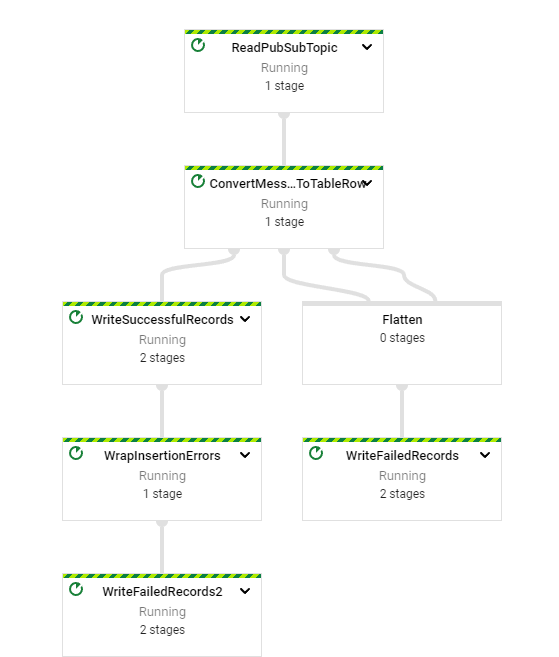 ReadPubSubTopic
Running
1 stage
ConvertMess...ToTableRow
Running
1 stage
WriteSuccessfulRecords
Running
2 stages
Flatten
0 stages
WrapInsertionErrors
Running
1 stage
WriteFailedRecords
Running
2 stages
WriteFailedRecords2
Running
2 stages